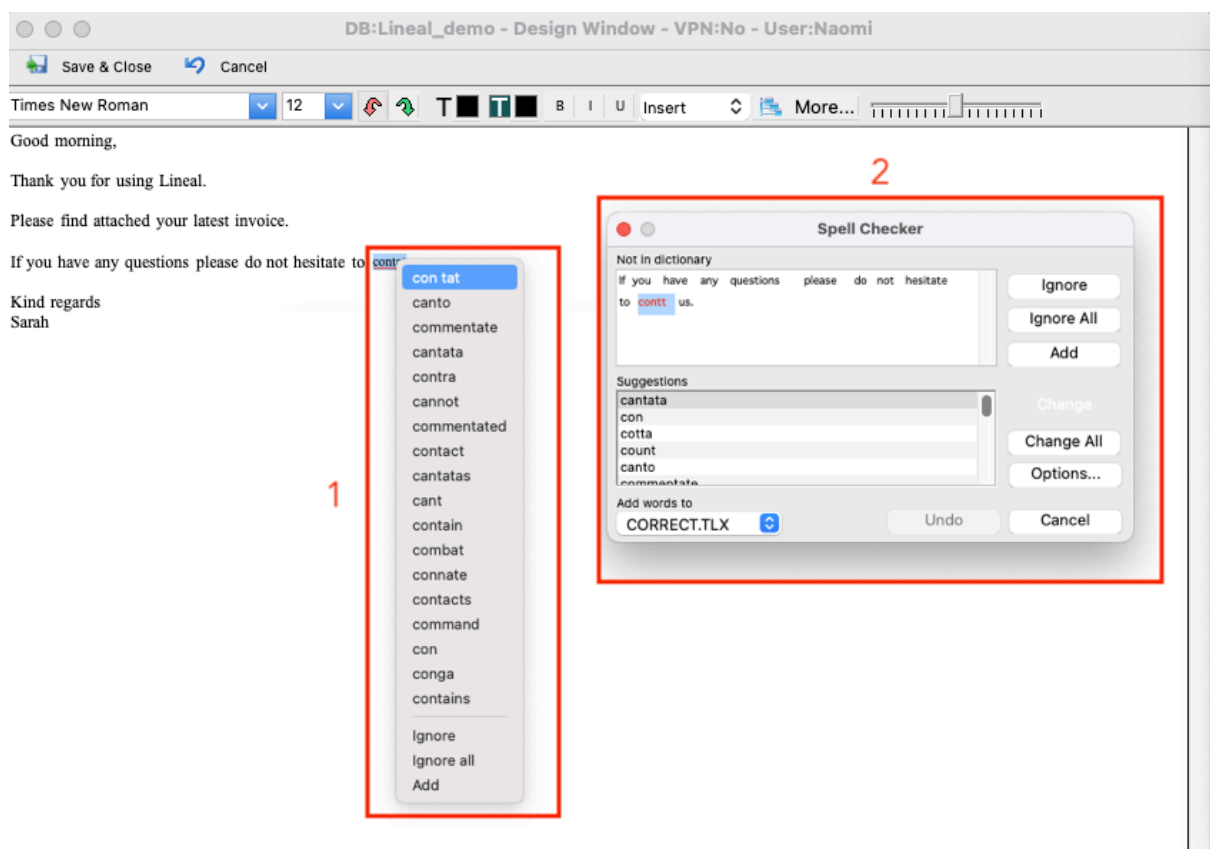 DB:Lineal_demo - Design Window - VPN:No - User:Naomi
Save & Close Cancel
Times New Roman 12 T T B I U Insert More...
Good morning,
Thank you for using Lineal.
Please find attached your latest invoice.
If you have any questions please do not hesitate to
Kind regards
Sarah
1
con tat
canto
commentate
cantata
contra
cannot
commentated
contact
cantatas
cant
contain
combat
connate
contacts
command
con
conga
contains
Ignore
Ignore all
Add
2
Spell Checker
Not in dictionary
If you have any questions please do not hesitate
to contt us.
Ignore
Ignore All
Add
Suggestions
cantata
con
cotta
count
canto
commentate
Change
Change All
Options...
Add words to
CORRECT.TLX
Undo
Cancel